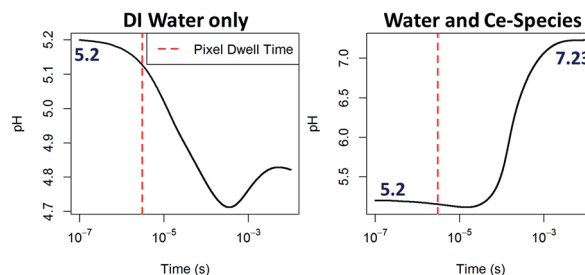 DI Water only
5.2
5.1
5.0
4.9
4.8
4.7
pH
5.2
Pixel Dwell Time
10⁻⁷
10⁻⁵
10⁻³
Time (s)
Water and Ce-Species
7.0
6.5
6.0
5.5
pH
7.23
5.2
10⁻⁷
10⁻⁵
10⁻³
Time (s)